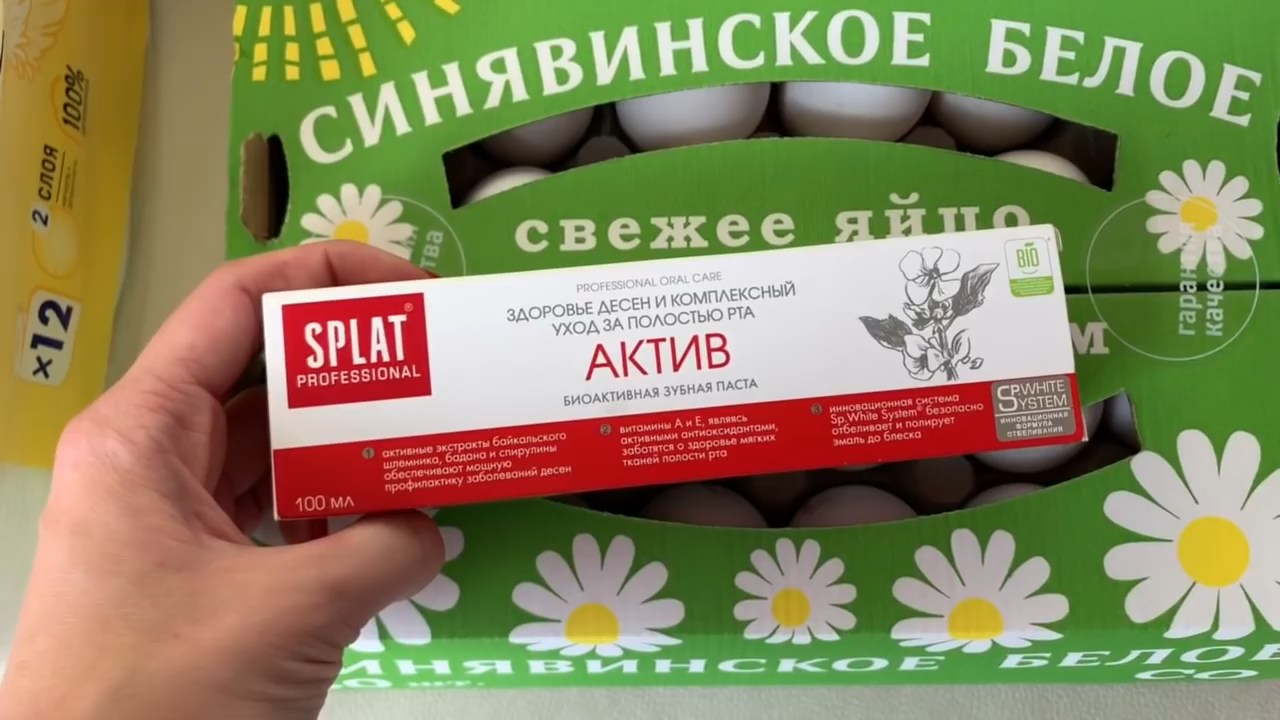 СИНЯВИНСКОЕ БЕЛОЕ
свежее яйцо
100%
2 СЛОЯ
×12
SPLAT®
PROFESSIONAL
PROFESSIONAL ORAL CARE
ЗДОРОВЬЕ ДЕСЕН И КОМПЛЕКСНЫЙ
УХОД ЗА ПОЛОСТЬЮ РТА
АКТИВ
БИОАКТИВНАЯ ЗУБНАЯ ПАСТА
BIO
1 активные экстракты байкальского
шлемника, бадана и спирулины
обеспечивают мощную
профилактику заболеваний десен
2 витамины А и Е, являясь
активными антиоксидантами,
заботятся о здоровье мягких
тканей полости рта
3 инновационная система
Sp.White System® безопасно
отбеливает и полирует
эмаль до блеска
SP.WHITE
SYSTEM
ИННОВАЦИОННАЯ
ФОРМУЛА
ОТБЕЛИВАНИЯ
100 МЛ
СИНЯВИНСКОЕ БЕЛОЕ
со